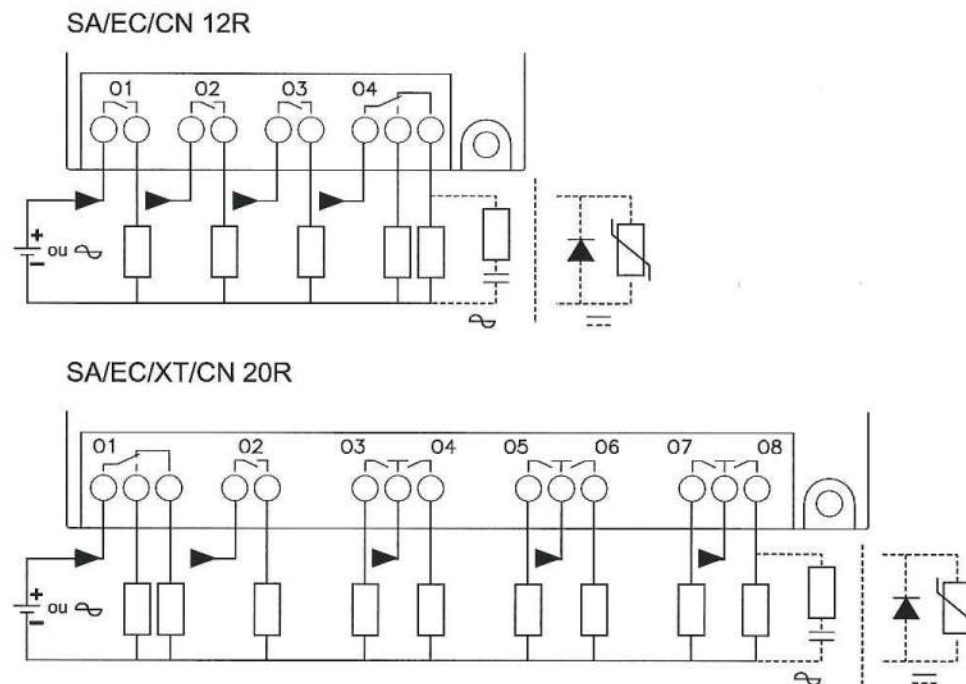 SA/EC/CN 12R
O1 O2 O3 O4
+
ou
−
SA/EC/XT/CN 20R
O1 O2 O3 O4 O5 O6 O7 O8
+
ou
−